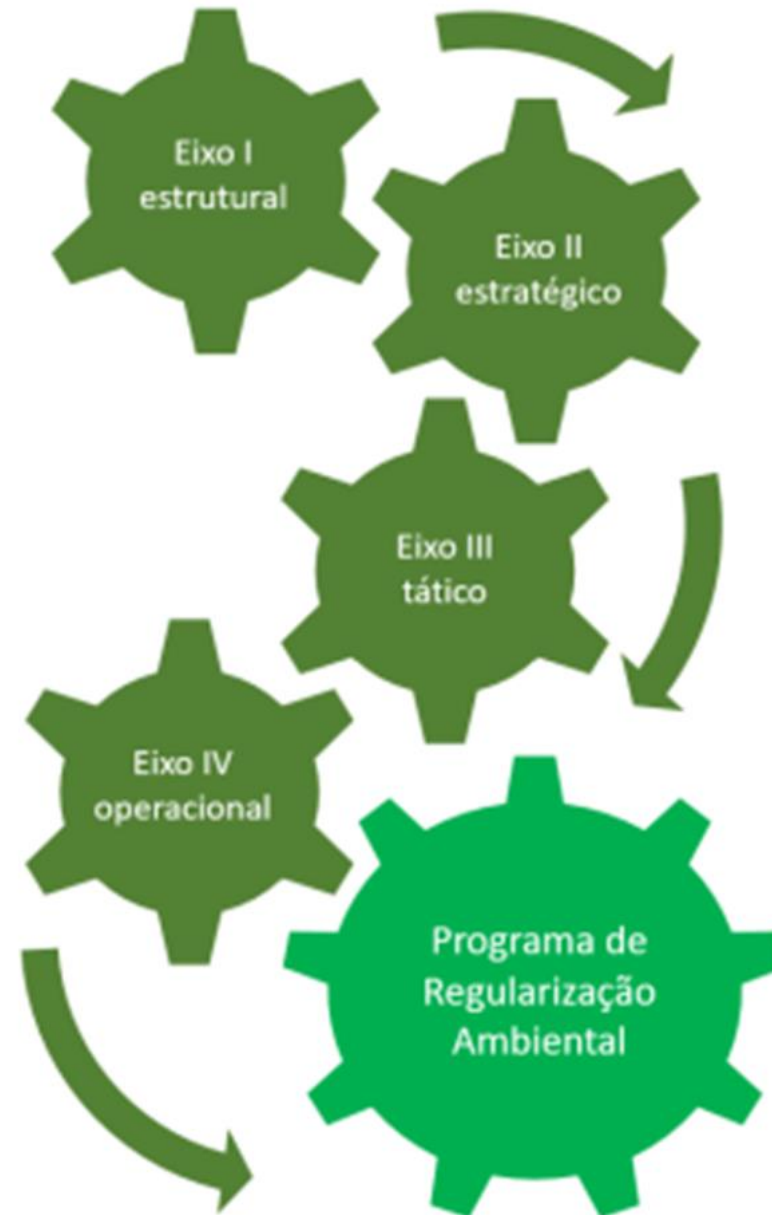 Eixo I
estrutural
Eixo II
estratégico
Eixo III
tático
Eixo IV
operacional
Programa de
Regularização
Ambiental